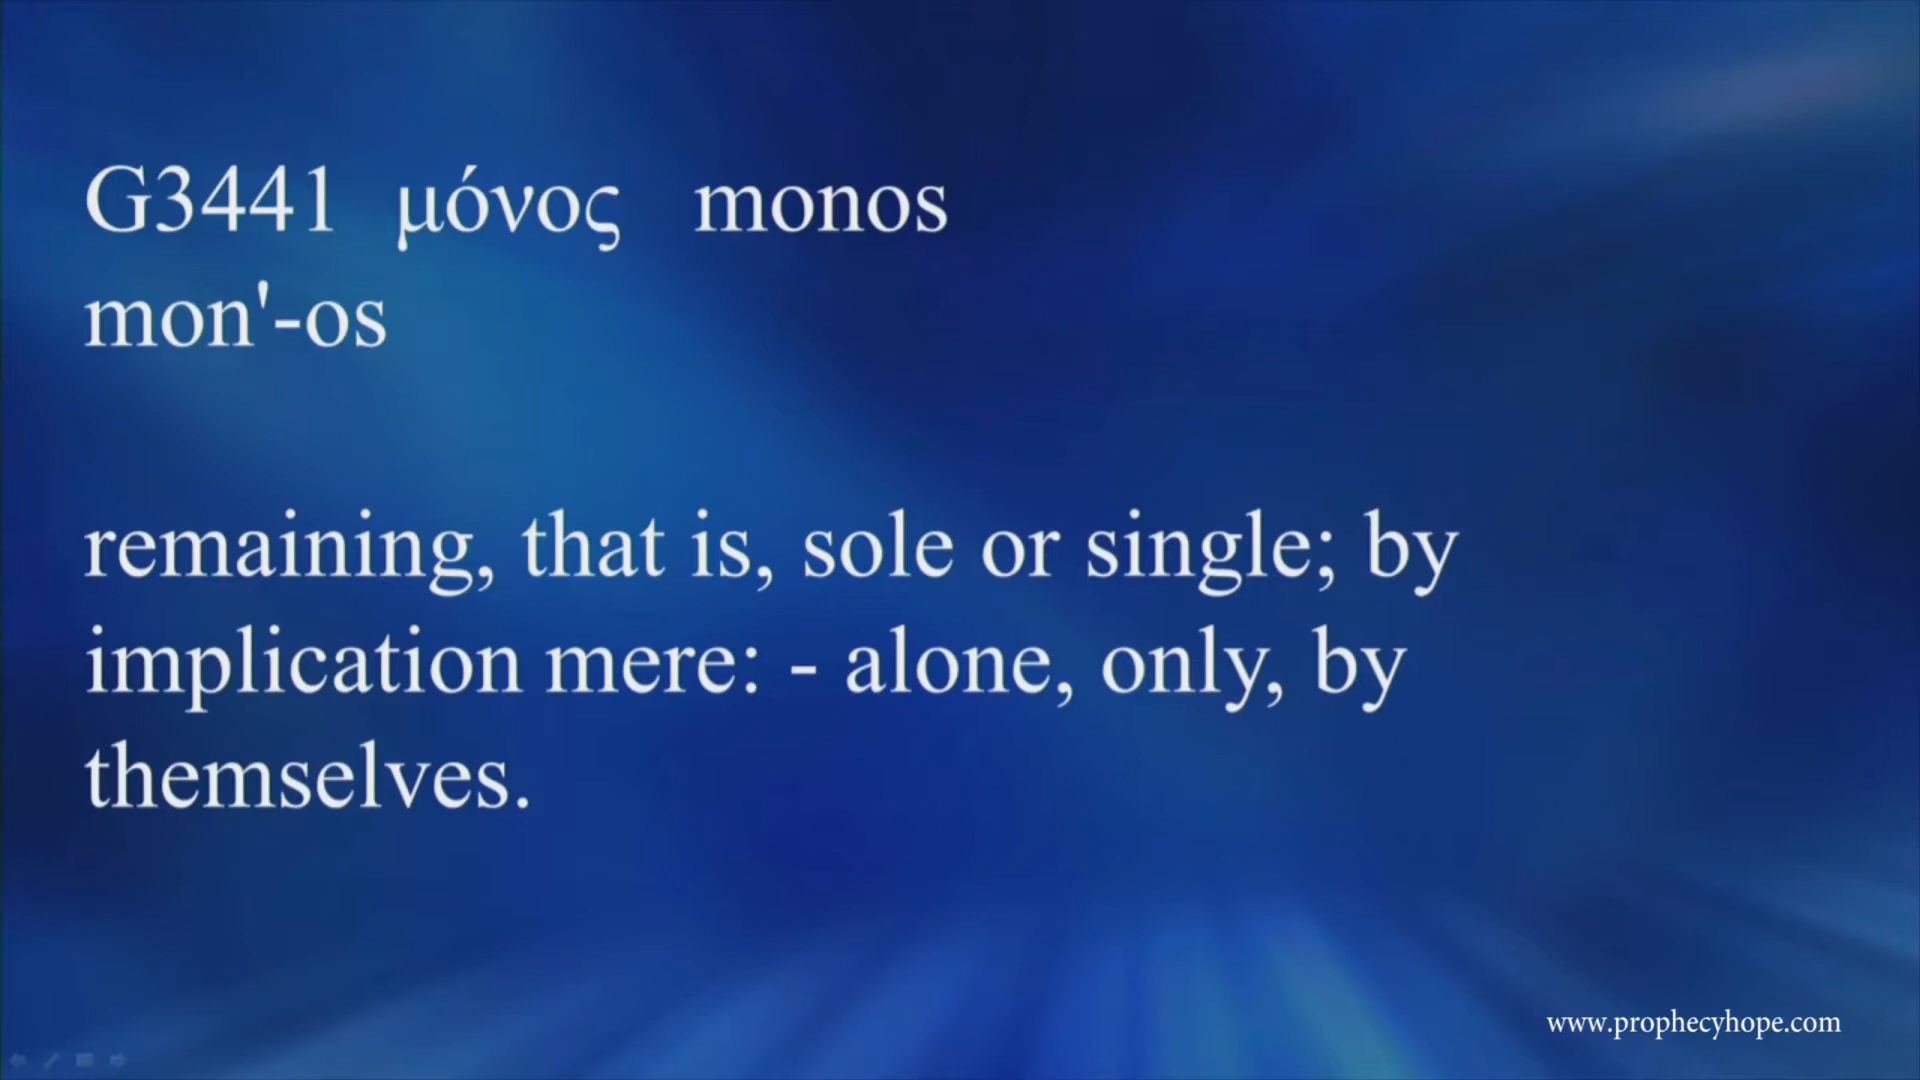 G3441 μόνος monos
mon'-os
remaining, that is, sole or single; by
implication mere: - alone, only, by
themselves.
www.prophecyhope.com